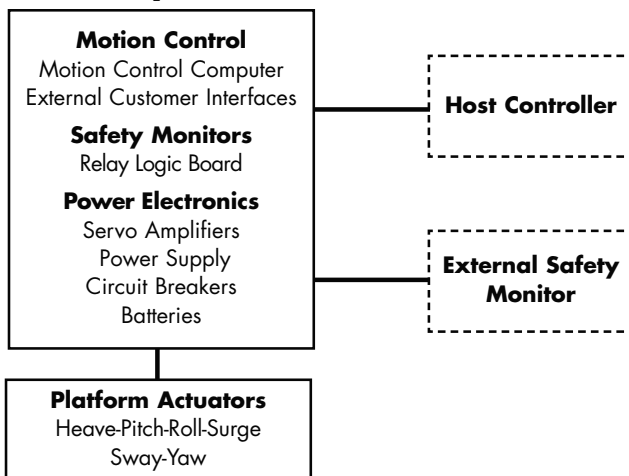 Motion Control
Motion Control Computer
External Customer Interfaces
Safety Monitors
Relay Logic Board
Power Electronics
Servo Amplifiers
Power Supply
Circuit Breakers
Batteries
Host Controller
External Safety
Monitor
Platform Actuators
Heave-Pitch-Roll-Surge
Sway-Yaw